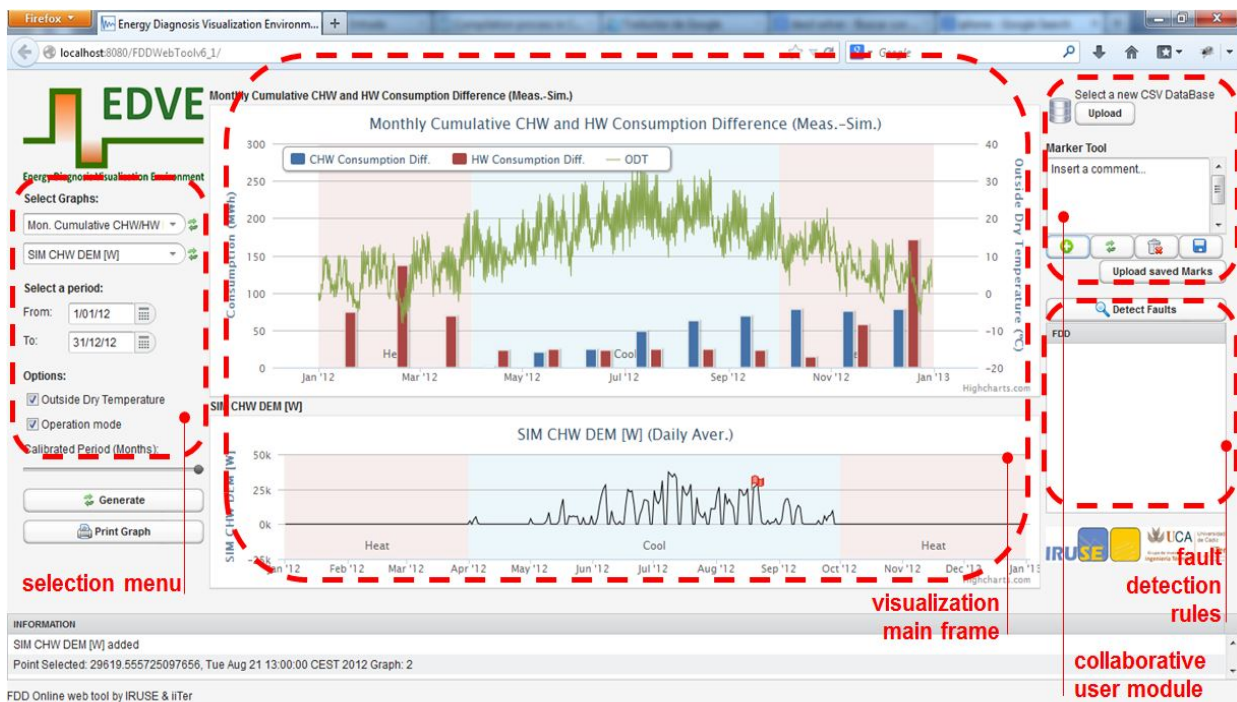 Firefox
Energy Diagnosis Visualization Environm...
localhost:8080/FDDWebToolv6_1/
Google
EDVE
Energy Diagnosis Visualization Environment
Select Graphs:
Mon. Cumulative CHW/HW
SIM CHW DEM [W]
Select a period:
From: 1/01/12
To: 31/12/12
Options:
Outside Dry Temperature
Operation mode
Calibrated Period (Months):
Generate
Print Graph
selection menu
Monthly Cumulative CHW and HW Consumption Difference (Meas.-Sim.)
Monthly Cumulative CHW and HW Consumption Difference (Meas.-Sim.)
CHW Consumption Diff. HW Consumption Diff. ODT
Consumption (MWh)
300
250
200
150
100
50
0
Outside Dry Temperature (ºC)
40
30
20
10
0
-10
-20
Cool
Jan '12 Mar '12 May '12 Jul '12 Sep '12 Nov '12 Jan '13
Highcharts.com
SIM CHW DEM [W]
SIM CHW DEM [W] (Daily Aver.)
SIM CHW DEM [W]
50k
25k
0k
-25k
Heat Cool Heat
Jan '12 Feb '12 Mar '12 Apr '12 May '12 Jun '12 Jul '12 Aug '12 Sep '12 Oct '12 Nov '12 Dec '12 Jan '13
Highcharts.com
visualization
main frame
Select a new CSV DataBase
Upload
Marker Tool
Insert a comment...
Upload saved Marks
Detect Faults
FDD
IRUSE
UCA
Universidad
de Cádiz
fault
detection
rules
collaborative
user module
INFORMATION
SIM CHW DEM [W] added
Point Selected: 29619.555725097656, Tue Aug 21 13:00:00 CEST 2012 Graph: 2
FDD Online web tool by IRUSE & iiTer